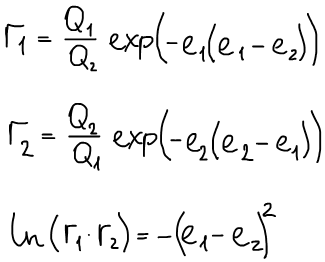 r₁ = Q₁/Q₂ exp(-e₁(e₁-e₂))
r₂ = Q₂/Q₁ exp(-e₂(e₂-e₁))
ln(r₁·r₂) = -(e₁-e₂)²